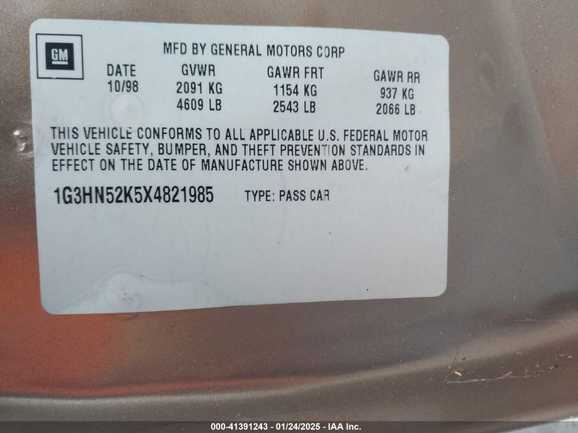 GM
MFD BY GENERAL MOTORS CORP
DATE GVWR GAWR FRT GAWR RR
10/98 2091 KG 1154 KG 937 KG
4609 LB 2543 LB 2066 LB
THIS VEHICLE CONFORMS TO ALL APPLICABLE U.S. FEDERAL MOTOR
VEHICLE SAFETY, BUMPER, AND THEFT PREVENTION STANDARDS IN
EFFECT ON THE DATE OF MANUFACTURE SHOWN ABOVE.
1G3HN52K5X4821985 TYPE: PASS CAR
000-41391243 - 01/24/2025 - IAA Inc.